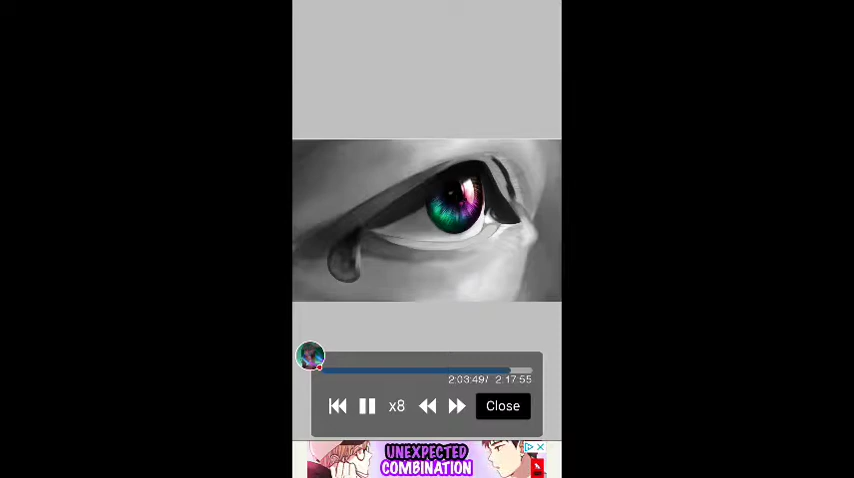 2:03:49/ 2:17:55
x8
Close
UNEXPECTED
COMBINATION